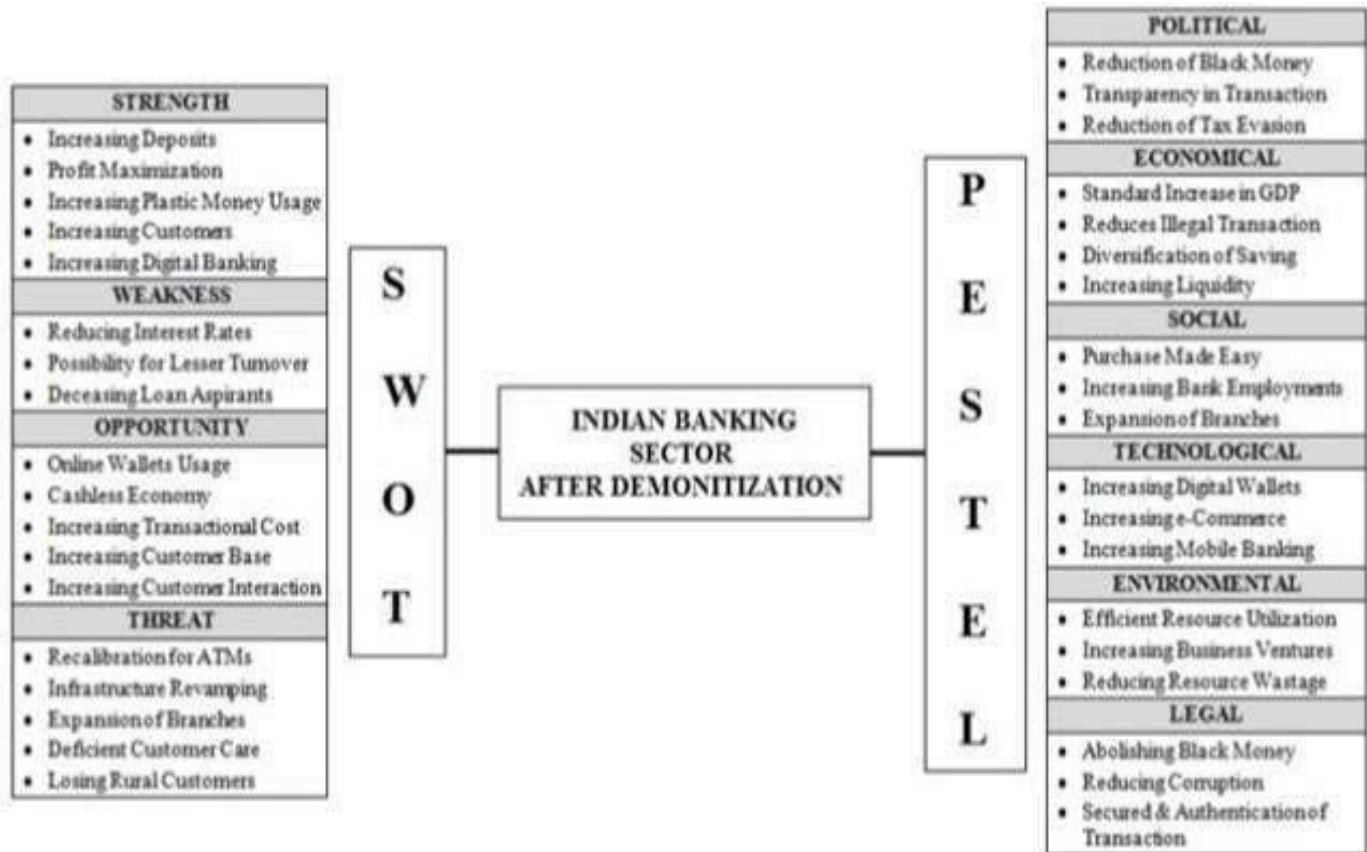 STRENGTH
• Increasing Deposits
• Profit Maximization
• Increasing Plastic Money Usage
• Increasing Customers
• Increasing Digital Banking
WEAKNESS
• Reducing Interest Rates
• Possibility for Lesser Turnover
• Deceasing Loan Aspirants
OPPORTUNITY
• Online Wallets Usage
• Cashless Economy
• Increasing Transactional Cost
• Increasing Customer Base
• Increasing Customer Interaction
THREAT
• Recalibration for ATMs
• Infrastructure Revamping
• Expansion of Branches
• Deficient Customer Care
• Losing Rural Customers
S
W
O
T
INDIAN BANKING
SECTOR
AFTER DEMONITIZATION
P
E
S
T
E
L
POLITICAL
• Reduction of Black Money
• Transparency in Transaction
• Reduction of Tax Evasion
ECONOMICAL
• Standard Increase in GDP
• Reduces Illegal Transaction
• Diversification of Saving
• Increasing Liquidity
SOCIAL
• Purchase Made Easy
• Increasing Bank Employments
• Expansion of Branches
TECHNOLOGICAL
• Increasing Digital Wallets
• Increasing e-Commerce
• Increasing Mobile Banking
ENVIRONMENTAL
• Efficient Resource Utilization
• Increasing Business Ventures
• Reducing Resource Wastage
LEGAL
• Abolishing Black Money
• Reducing Corruption
• Secured & Authentication of
Transaction